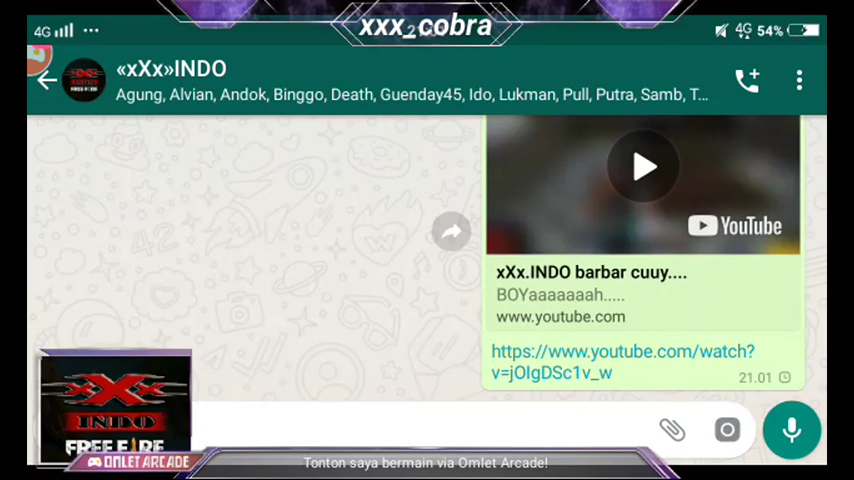 xxx_cobra
4G
4G 54%
«xXx»INDO
Agung, Alvian, Andok, Binggo, Death, Guenday45, Ido, Lukman, Pull, Putra, Samb, T...
YouTube
xXx.INDO barbar cuuy....
BOYaaaaaaah.....
www.youtube.com
https://www.youtube.com/watch?
v=jOIgDSc1v_w
21.01
xXx
INDO
FREE FIRE
OMLET ARCADE
Tonton saya bermain via Omlet Arcade!